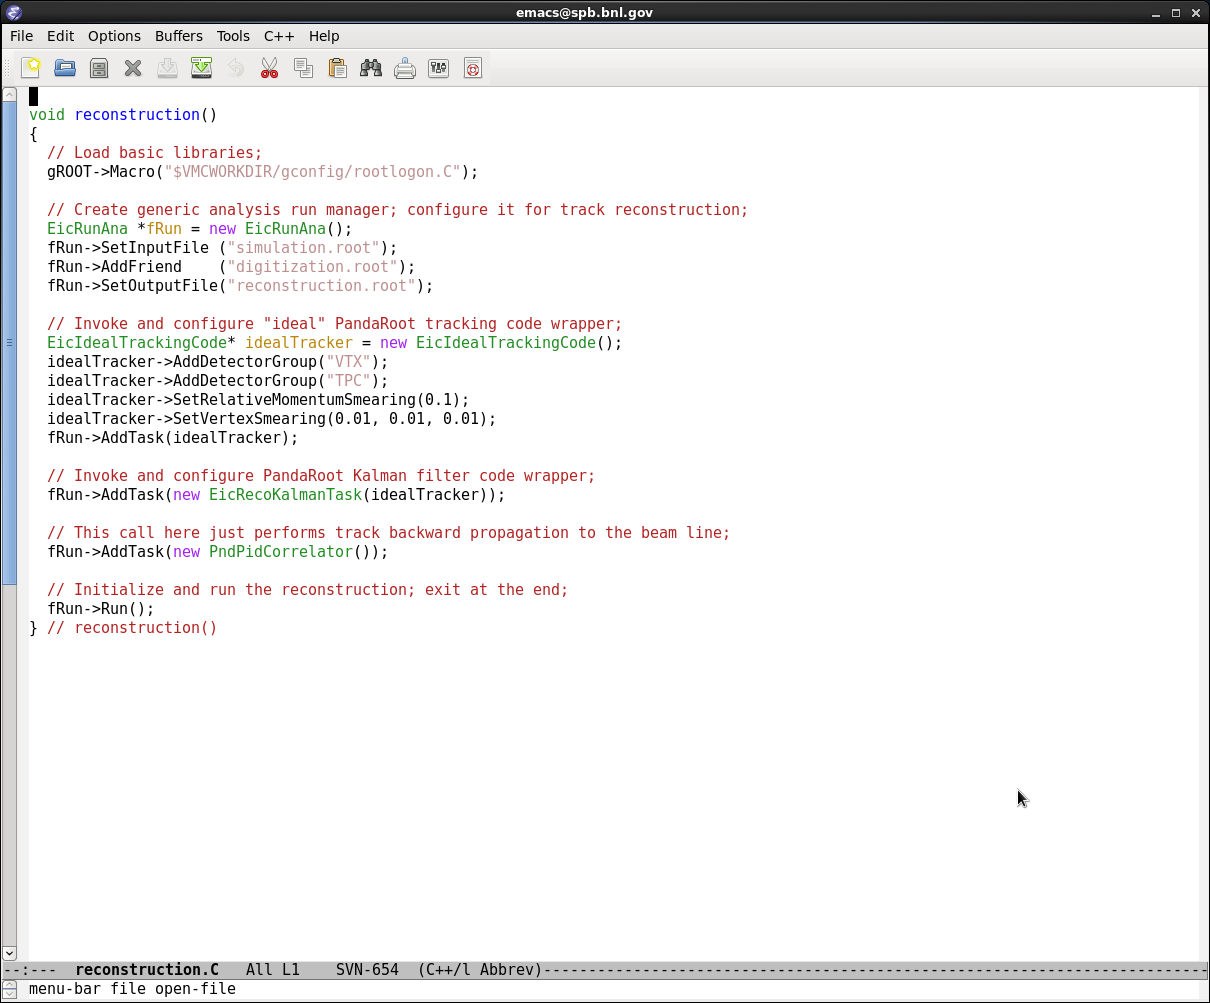 emacs@spb.bnl.gov
File Edit Options Buffers Tools C++ Help
void reconstruction()
{
  // Load basic libraries;
  gROOT->Macro("$VMCWORKDIR/gconfig/rootlogon.C");
  // Create generic analysis run manager; configure it for track reconstruction;
  EicRunAna *fRun = new EicRunAna();
  fRun->SetInputFile ("simulation.root");
  fRun->AddFriend    ("digitization.root");
  fRun->SetOutputFile("reconstruction.root");
  // Invoke and configure "ideal" PandaRoot tracking code wrapper;
  EicIdealTrackingCode* idealTracker = new EicIdealTrackingCode();
  idealTracker->AddDetectorGroup("VTX");
  idealTracker->AddDetectorGroup("TPC");
  idealTracker->SetRelativeMomentumSmearing(0.1);
  idealTracker->SetVertexSmearing(0.01, 0.01, 0.01);
  fRun->AddTask(idealTracker);
  // Invoke and configure PandaRoot Kalman filter code wrapper;
  fRun->AddTask(new EicRecoKalmanTask(idealTracker));
  // This call here just performs track backward propagation to the beam line;
  fRun->AddTask(new PndPidCorrelator());
  // Initialize and run the reconstruction; exit at the end;
  fRun->Run();
} // reconstruction()
--:---  reconstruction.C   All L1    SVN-654  (C++/l Abbrev)--------------------------------------------------------------------------
menu-bar file open-file